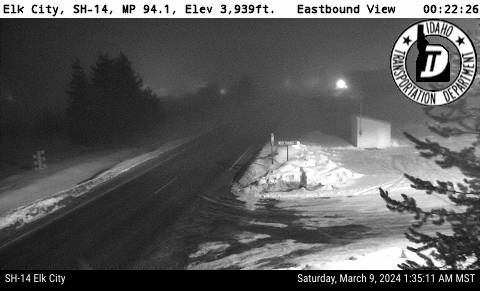 Elk City, SH-14, MP 94.1, Elev 3,939ft. Eastbound View 00:22:26
IDAHO
TRANSPORTATION DEPARTMENT
SH-14 Elk City Saturday, March 9, 2024 1:35:11 AM MST